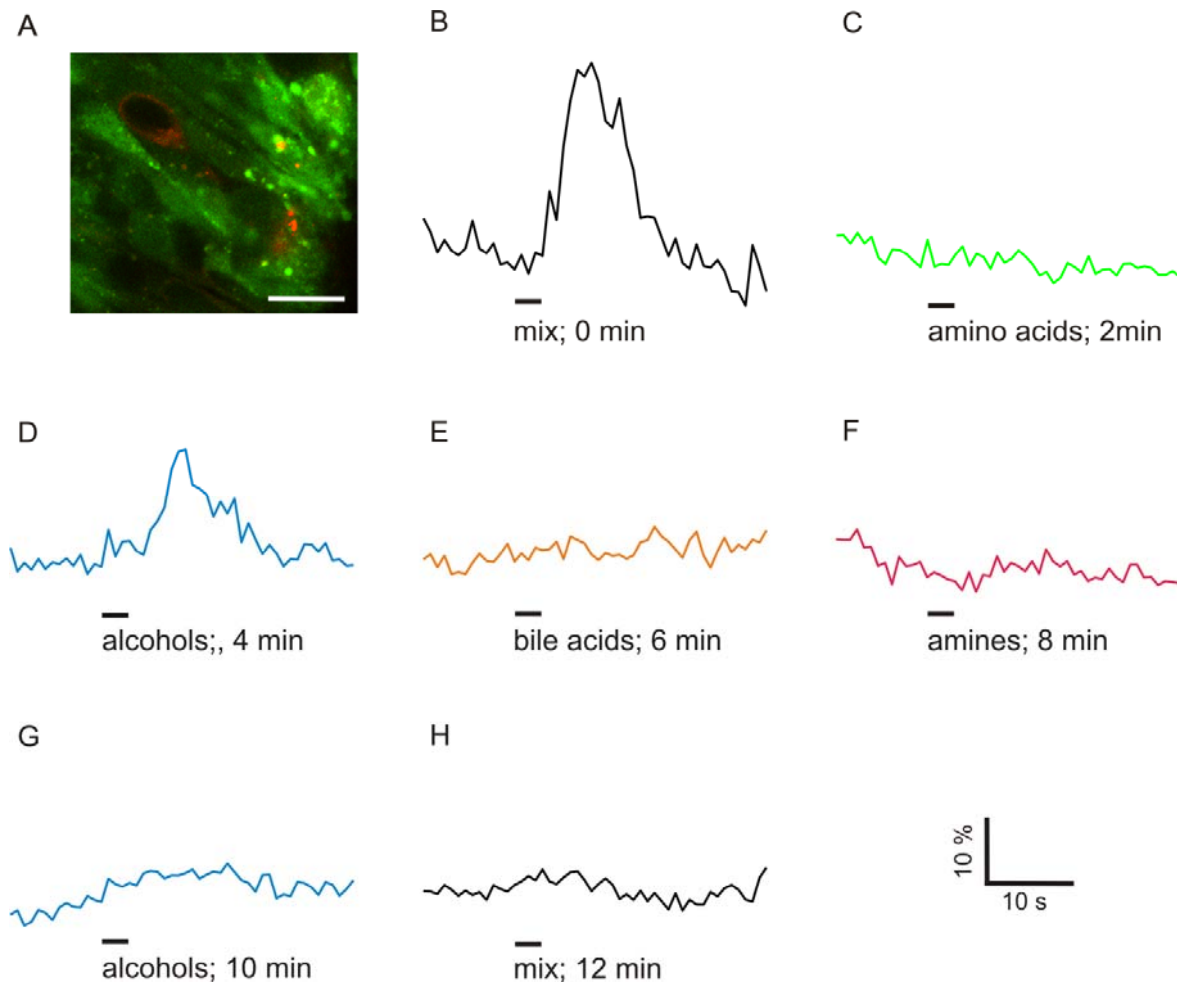 A
B
C
mix; 0 min
amino acids; 2min
D
E
F
alcohols;, 4 min
bile acids; 6 min
amines; 8 min
G
H
10 %
10 s
alcohols; 10 min
mix; 12 min